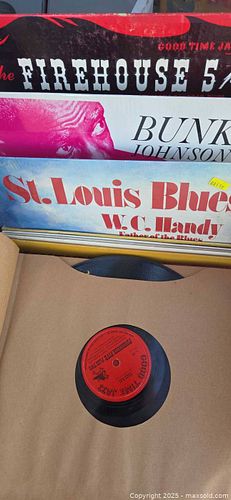 GOOD TIME JA
the FIREHOUSE 5
BUNK
JOHNSON
St. Louis Blues
W. C. Handy
Father of the Blues
GOOD TIME JAZZ
Copyright © 2025 - maxsold.com